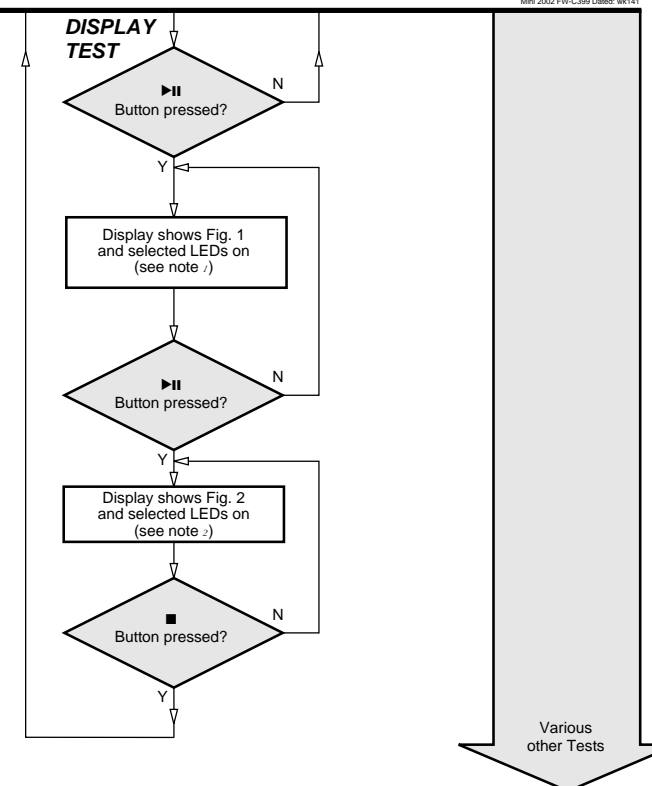 Mini 2002 FW-C399 Dated: wk141
DISPLAY
TEST
Button pressed?
N
Y
Display shows Fig. 1
and selected LEDs on
(see note 1)
Button pressed?
N
Y
Display shows Fig. 2
and selected LEDs on
(see note 2)
Button pressed?
N
Y
Various
other Tests